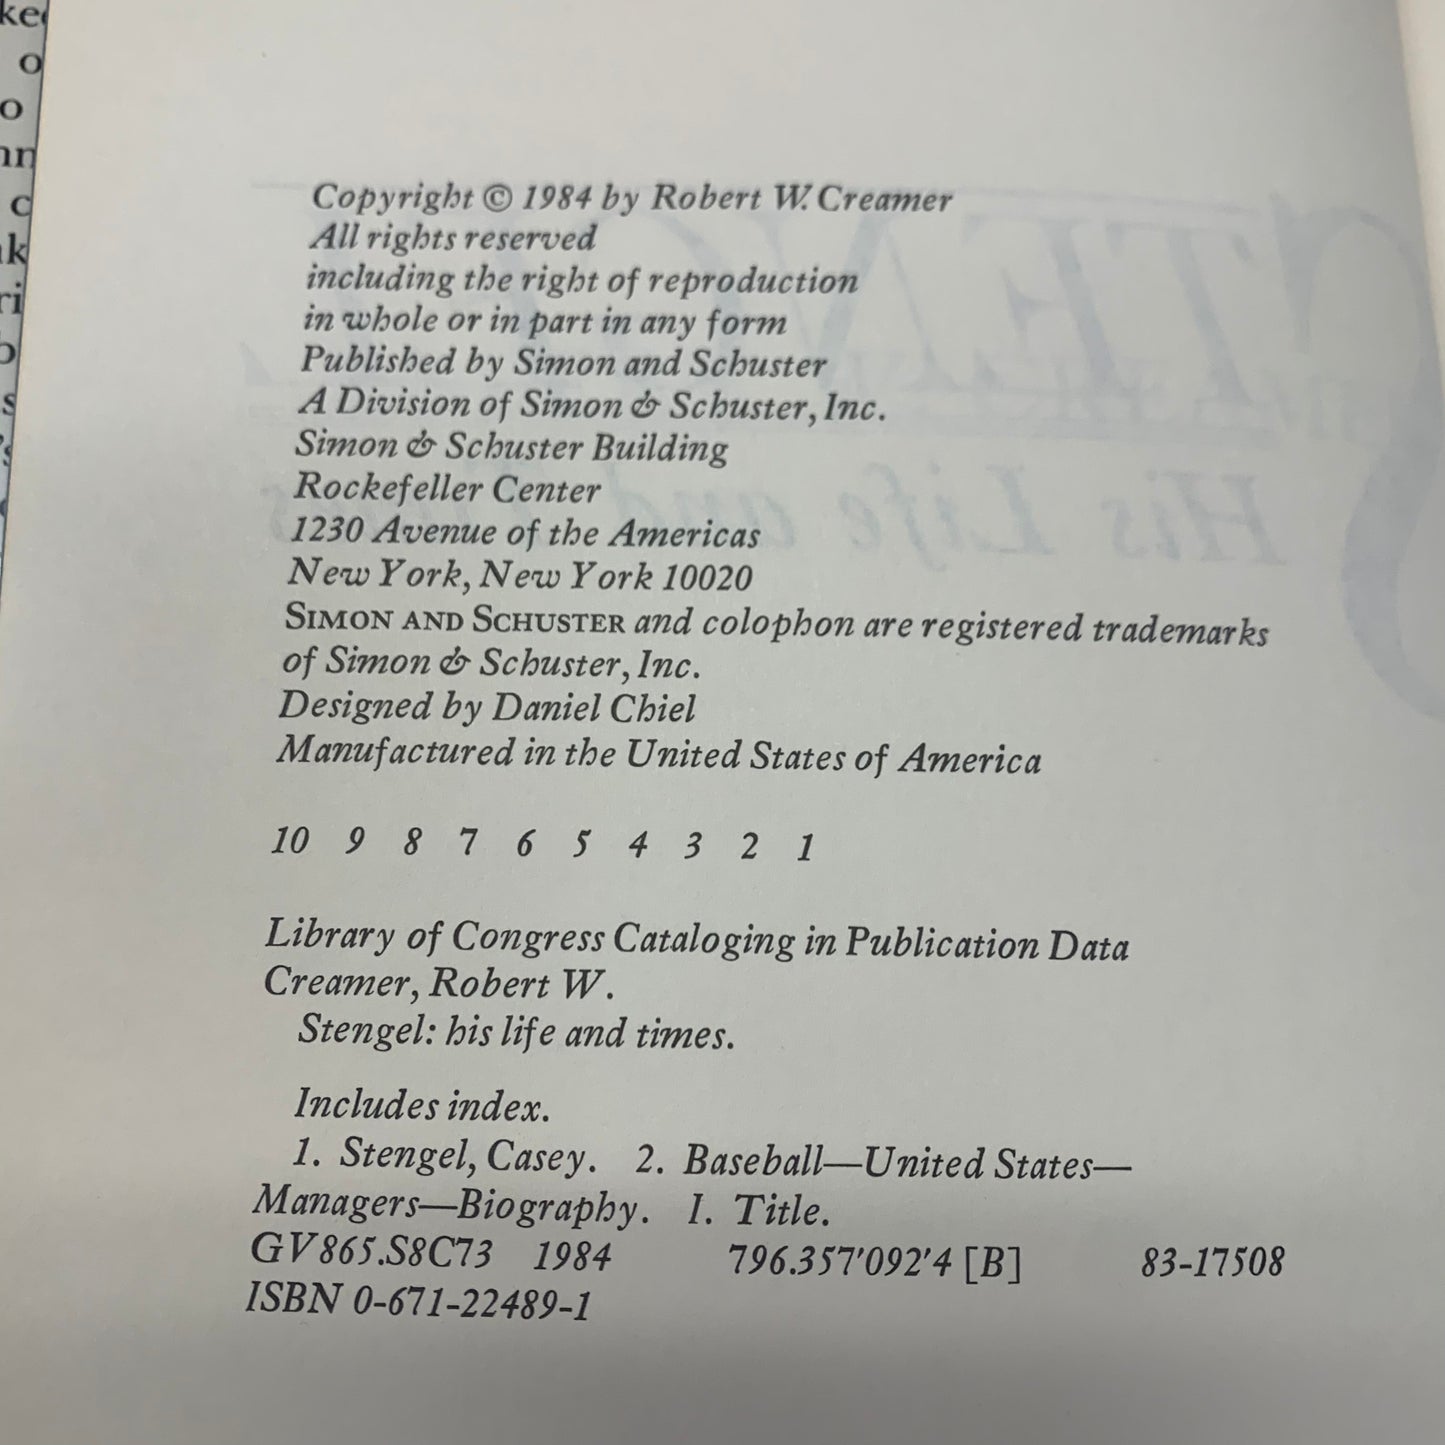 Copyright © 1984 by Robert W. Creamer
All rights reserved
including the right of reproduction
in whole or in part in any form
Published by Simon and Schuster
A Division of Simon & Schuster, Inc.
Simon & Schuster Building
Rockefeller Center
1230 Avenue of the Americas
New York, New York 10020
SIMON AND SCHUSTER and colophon are registered trademarks
of Simon & Schuster, Inc.
Designed by Daniel Chiel
Manufactured in the United States of America
10 9 8 7 6 5 4 3 2 1
Library of Congress Cataloging in Publication Data
Creamer, Robert W.
Stengel: his life and times.
Includes index.
1. Stengel, Casey. 2. Baseball—United States—
Managers—Biography. I. Title.
GV865.S8C73 1984 796.357'092'4 [B] 83-17508
ISBN 0-671-22489-1